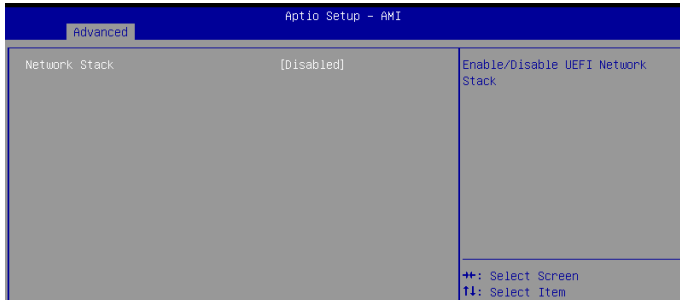 Aptio Setup – AMI
Advanced
Network Stack [Disabled]
Enable/Disable UEFI Network
Stack
→←: Select Screen
↑↓: Select Item